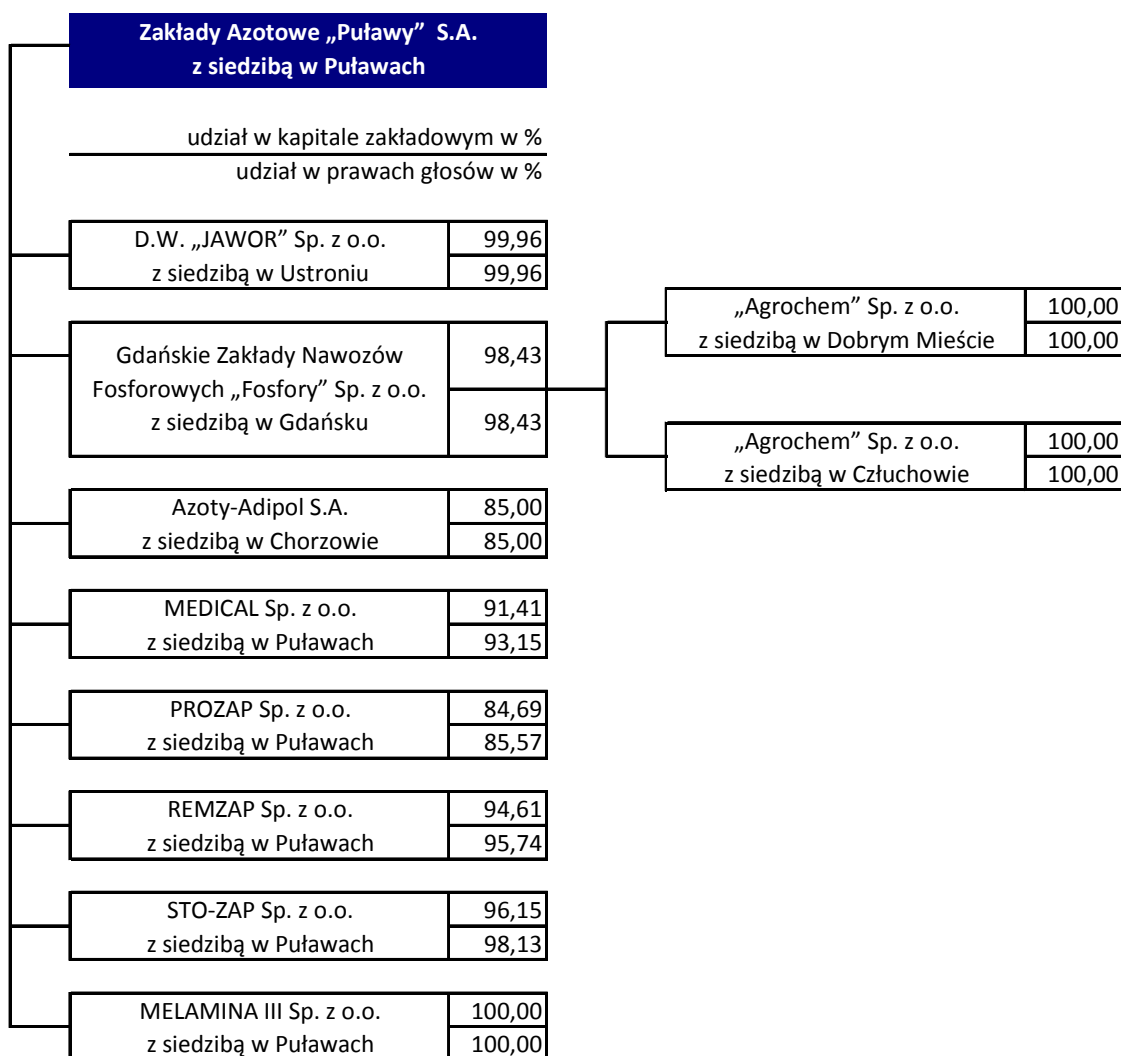 Zakłady Azotowe „Puławy” S.A.
z siedzibą w Puławach
udział w kapitale zakładowym w %
udział w prawach głosów w %
D.W. „JAWOR” Sp. z o.o. 99,96
z siedzibą w Ustroniu 99,96
Gdańskie Zakłady Nawozów 98,43
Fosforowych „Fosfory” Sp. z o.o.
z siedzibą w Gdańsku 98,43
„Agrochem” Sp. z o.o. 100,00
z siedzibą w Dobrym Mieście 100,00
„Agrochem” Sp. z o.o. 100,00
z siedzibą w Człuchowie 100,00
Azoty-Adipol S.A. 85,00
z siedzibą w Chorzowie 85,00
MEDICAL Sp. z o.o. 91,41
z siedzibą w Puławach 93,15
PROZAP Sp. z o.o. 84,69
z siedzibą w Puławach 85,57
REMZAP Sp. z o.o. 94,61
z siedzibą w Puławach 95,74
STO-ZAP Sp. z o.o. 96,15
z siedzibą w Puławach 98,13
MELAMINA III Sp. z o.o. 100,00
z siedzibą w Puławach 100,00